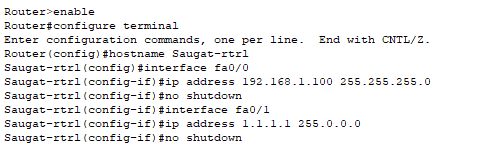 Router>enable
Router#configure terminal
Enter configuration commands, one per line.  End with CNTL/Z.
Router(config)#hostname Saugat-rtrl
Saugat-rtrl(config)#interface fa0/0
Saugat-rtrl(config-if)#ip address 192.168.1.100 255.255.255.0
Saugat-rtrl(config-if)#no shutdown
Saugat-rtrl(config-if)#interface fa0/1
Saugat-rtrl(config-if)#ip address 1.1.1.1 255.0.0.0
Saugat-rtrl(config-if)#no shutdown